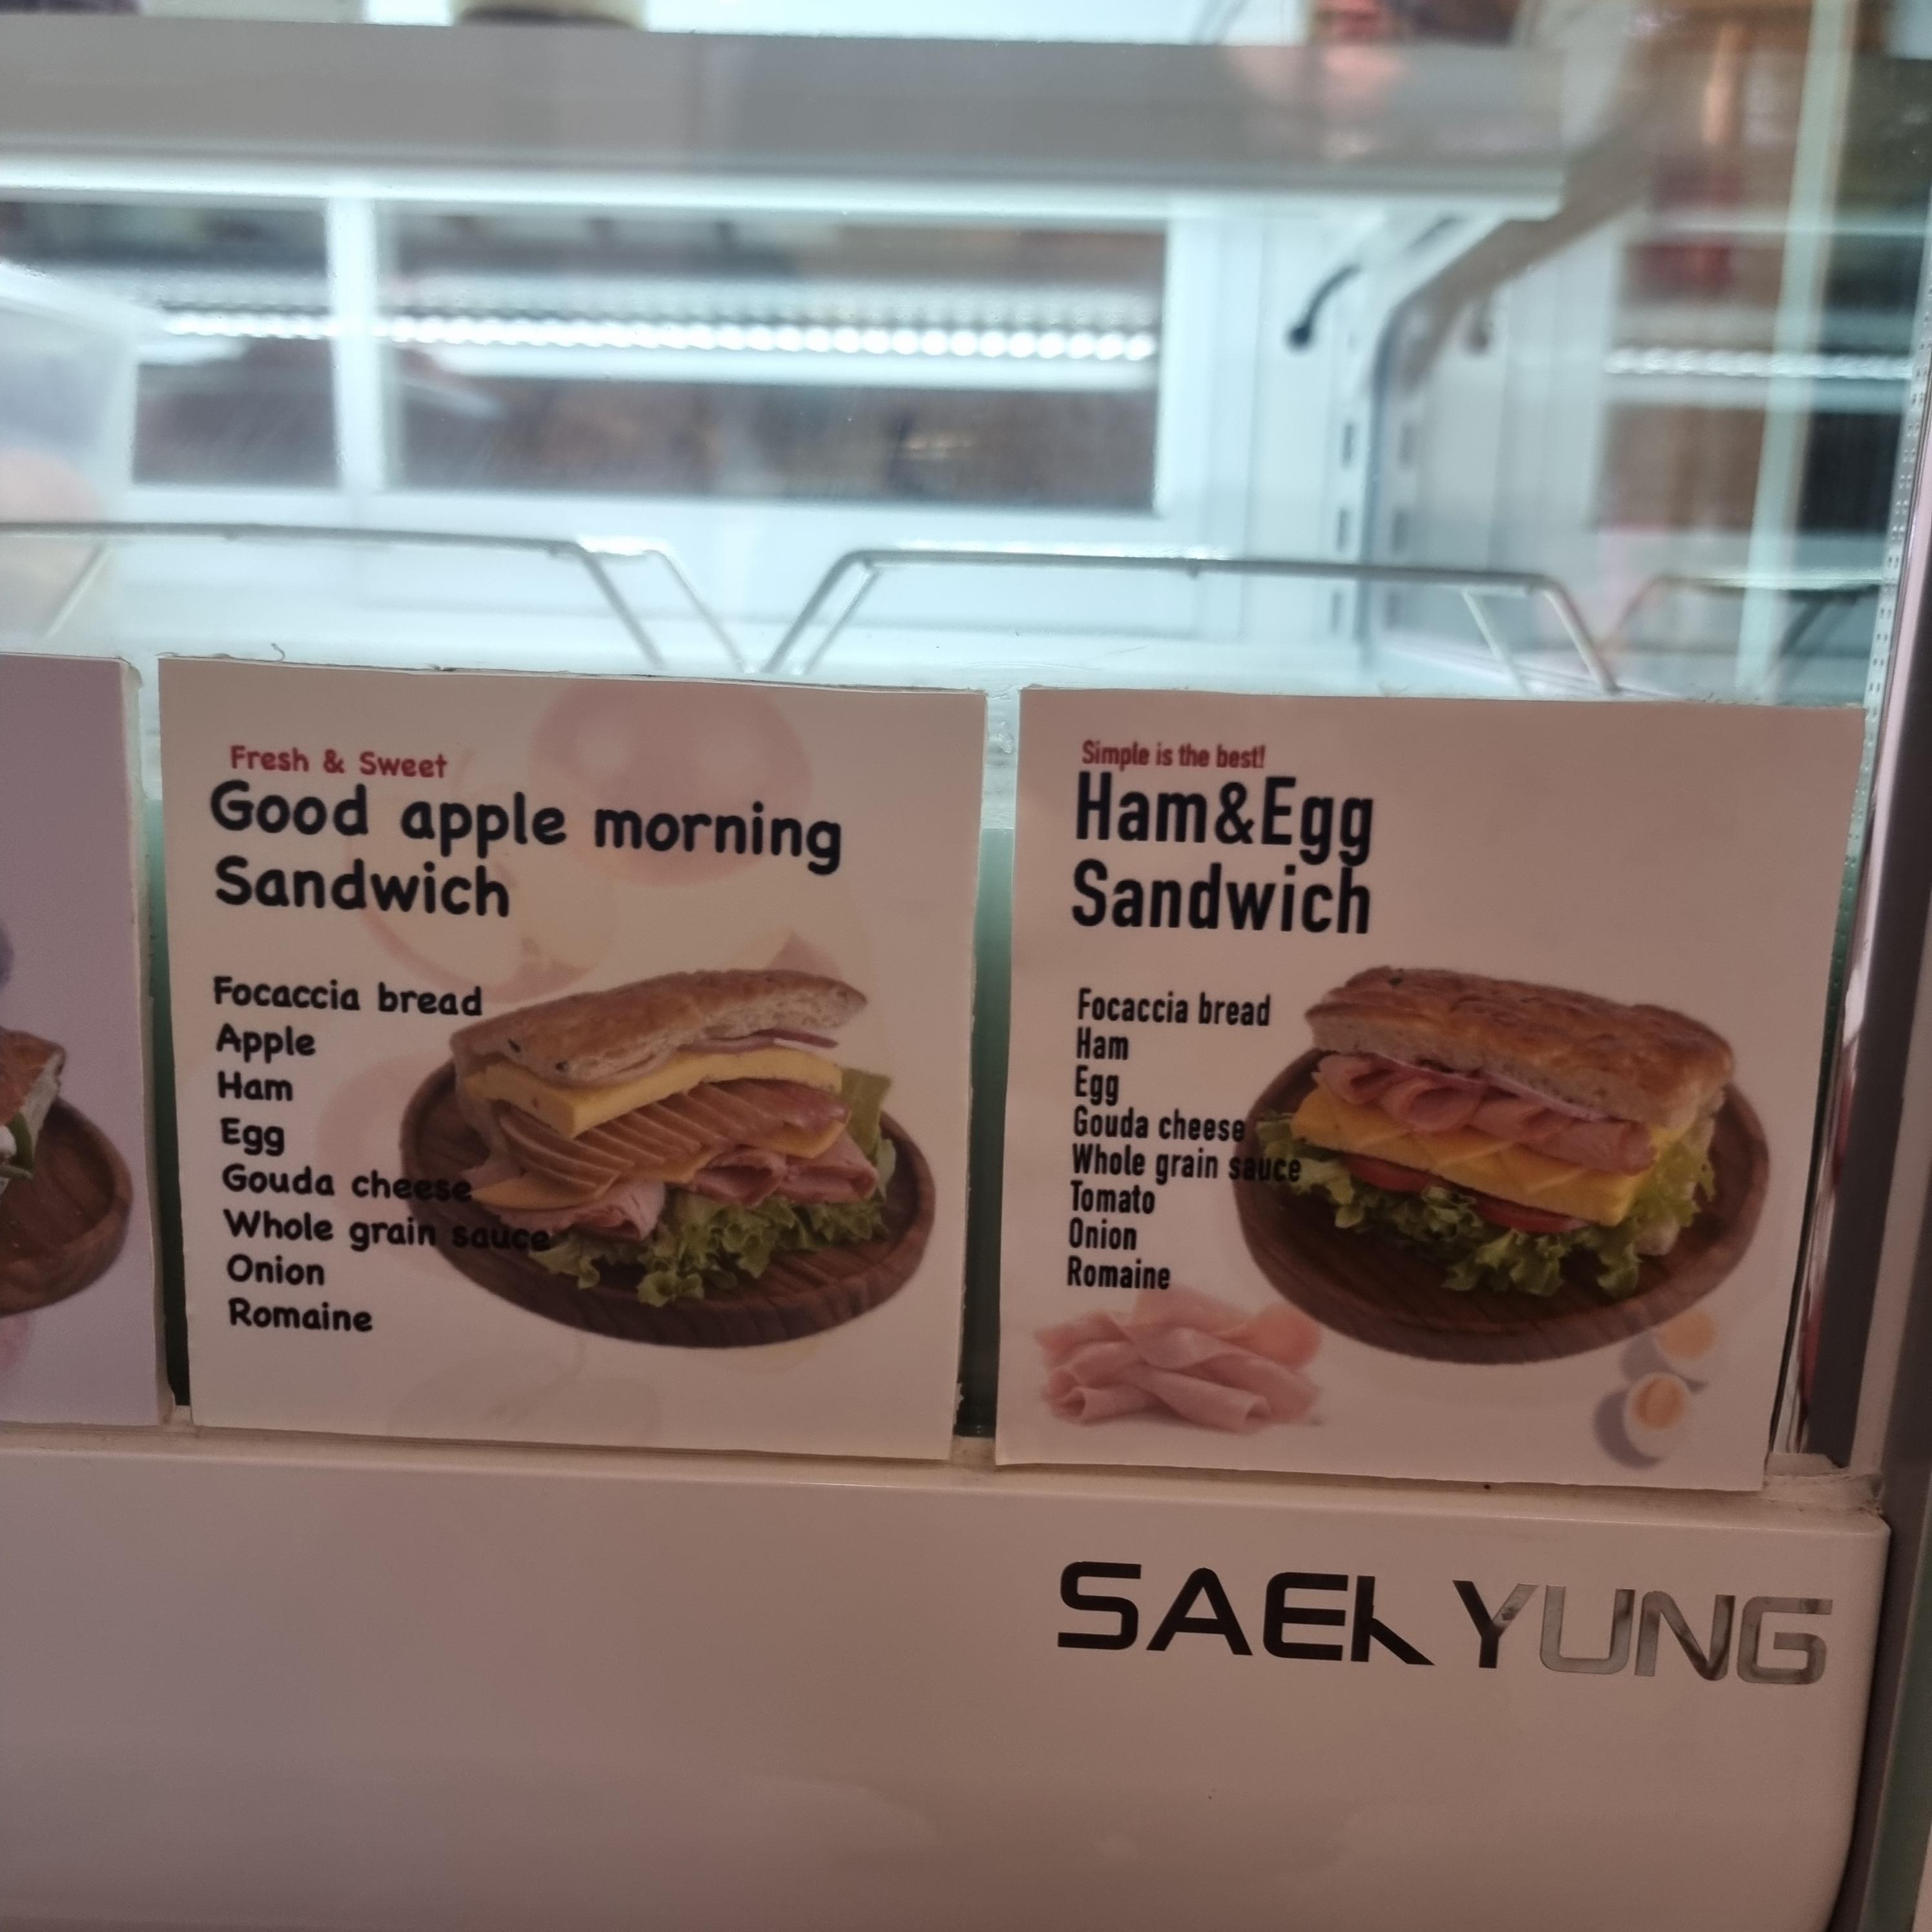 Fresh & Sweet
Good apple morning
Sandwich
Focaccia bread
Apple
Ham
Egg
Gouda cheese
Whole grain sauce
Onion
Romaine
Simple is the best!
Ham&Egg
Sandwich
Focaccia bread
Ham
Egg
Gouda cheese
Whole grain sauce
Tomato
Onion
Romaine
SAEKYUNG